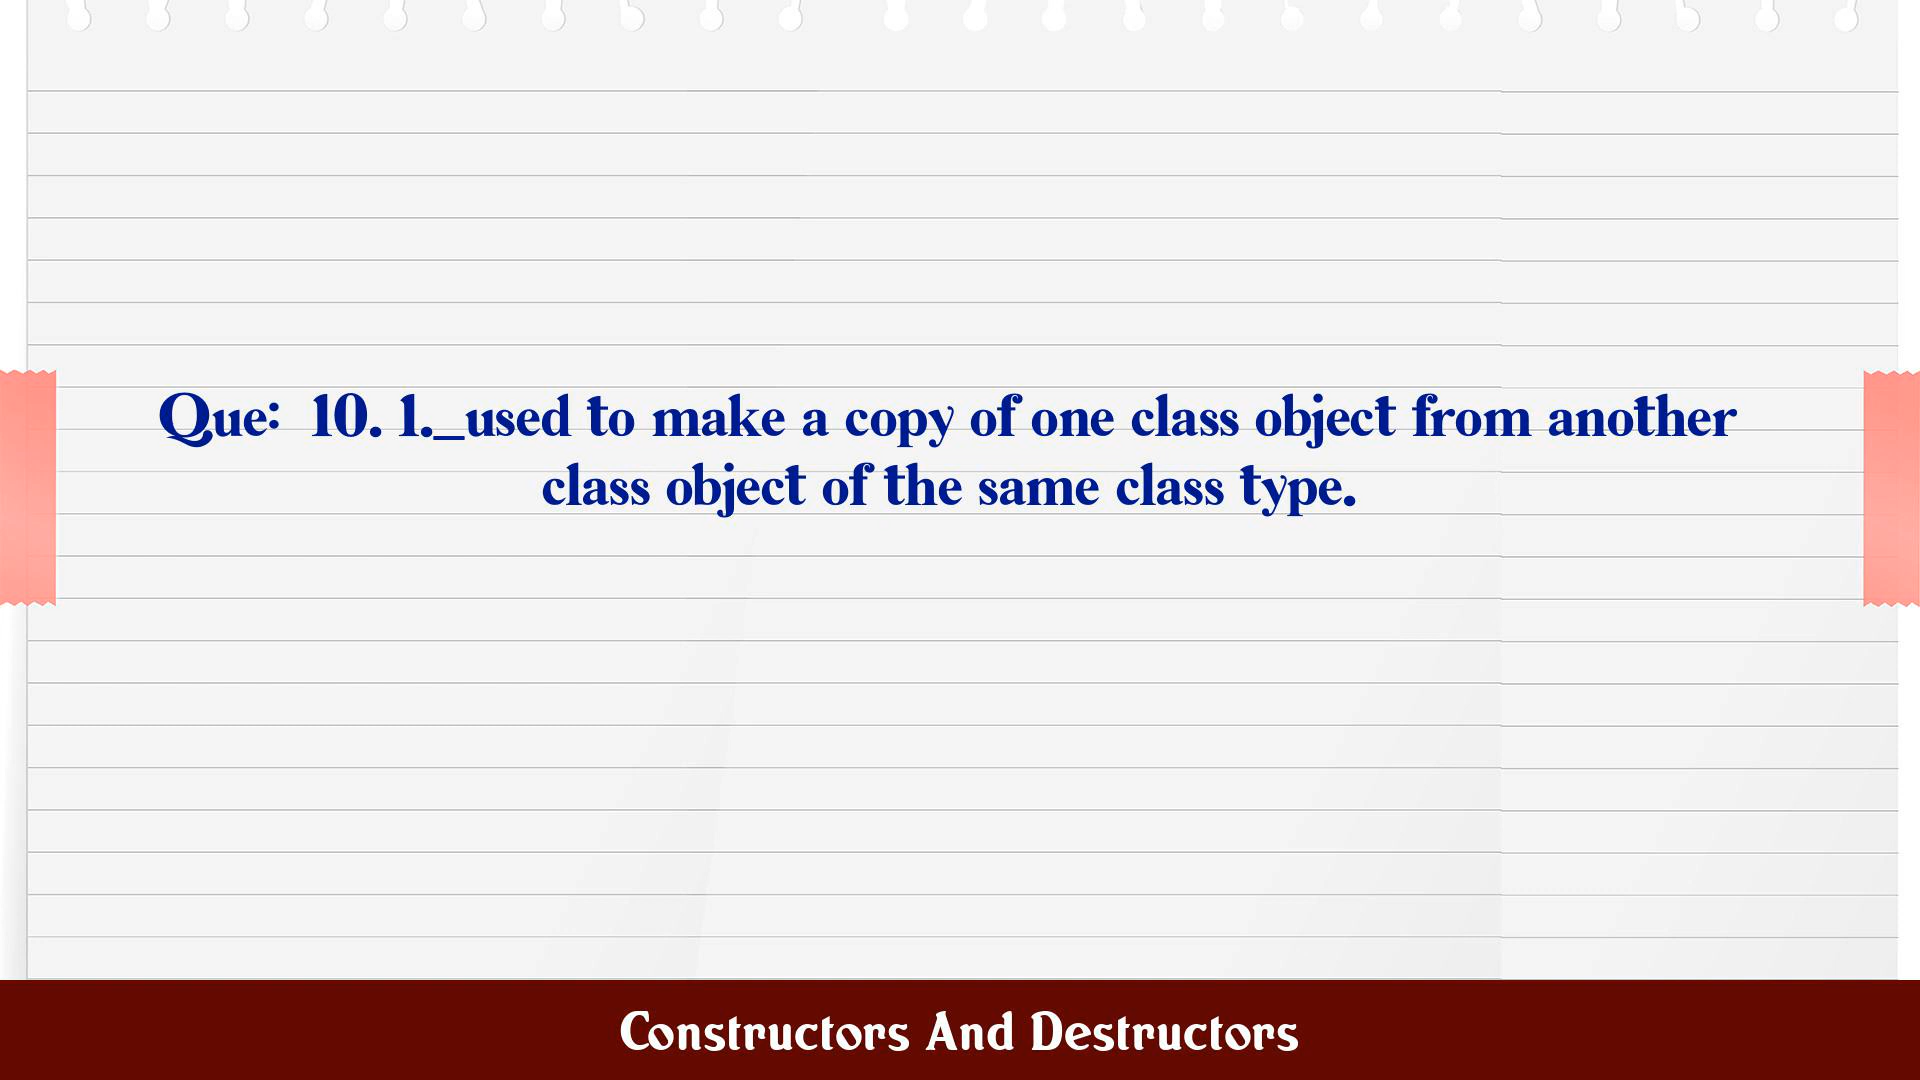 Que: 10. 1._used to make a copy of one class object from another
class object of the same class type.
Constructors And Destructors